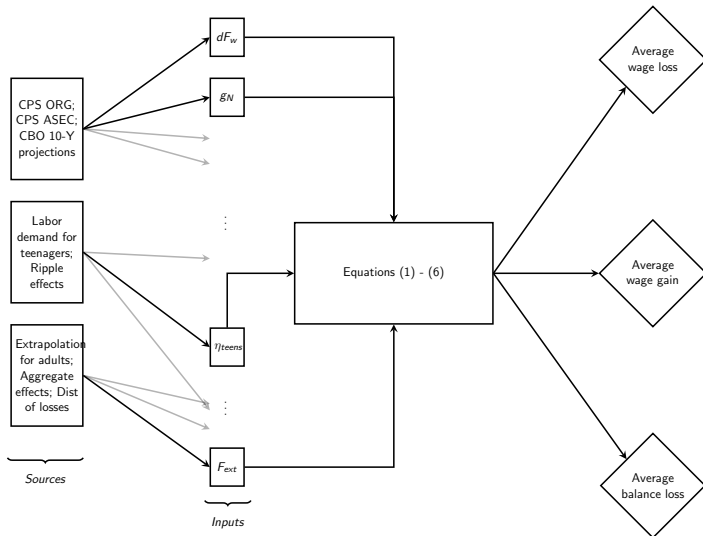 dF_w
Average
wage loss
CPS ORG;
CPS ASEC;
CBO 10-Y
projections
g_N
⋮
Labor
demand for
teenagers;
Ripple
effects
Equations (1) - (6)
Average
wage gain
η_teens
Extrapolation
for adults;
Aggregate
effects; Dist
of losses
⋮
F_ext
Average
balance loss
Sources
Inputs